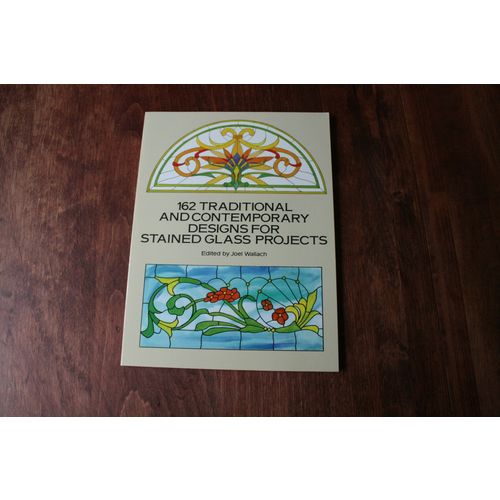 162 TRADITIONAL
AND CONTEMPORARY
DESIGNS FOR
STAINED GLASS PROJECTS
Edited by Joel Wallach